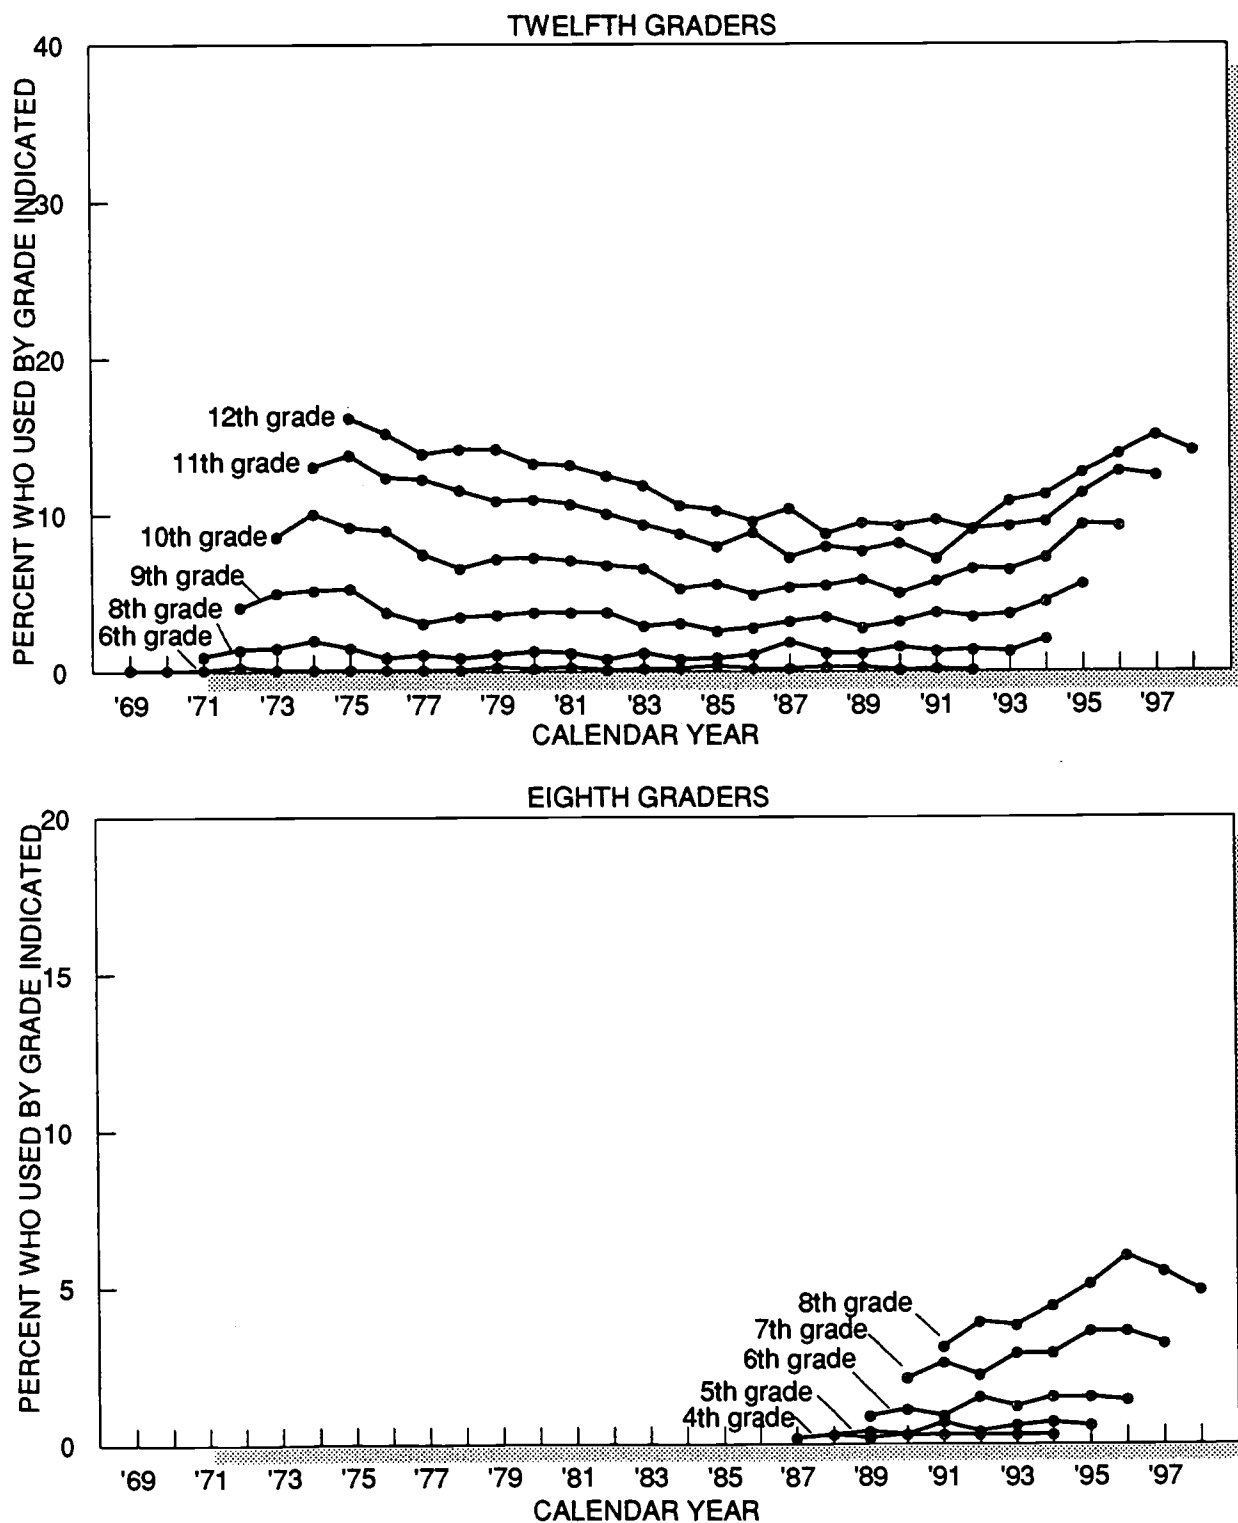 TWELFTH GRADERS
PERCENT WHO USED BY GRADE INDICATED
40
30
20
10
0
12th grade
11th grade
10th grade
9th grade
8th grade
6th grade
'69 '71 '73 '75 '77 '79 '81 '83 '85 '87 '89 '91 '93 '95 '97
CALENDAR YEAR
EIGHTH GRADERS
PERCENT WHO USED BY GRADE INDICATED
20
15
10
5
0
8th grade
7th grade
6th grade
5th grade
4th grade
'69 '71 '73 '75 '77 '79 '81 '83 '85 '87 '89 '91 '93 '95 '97
CALENDAR YEAR